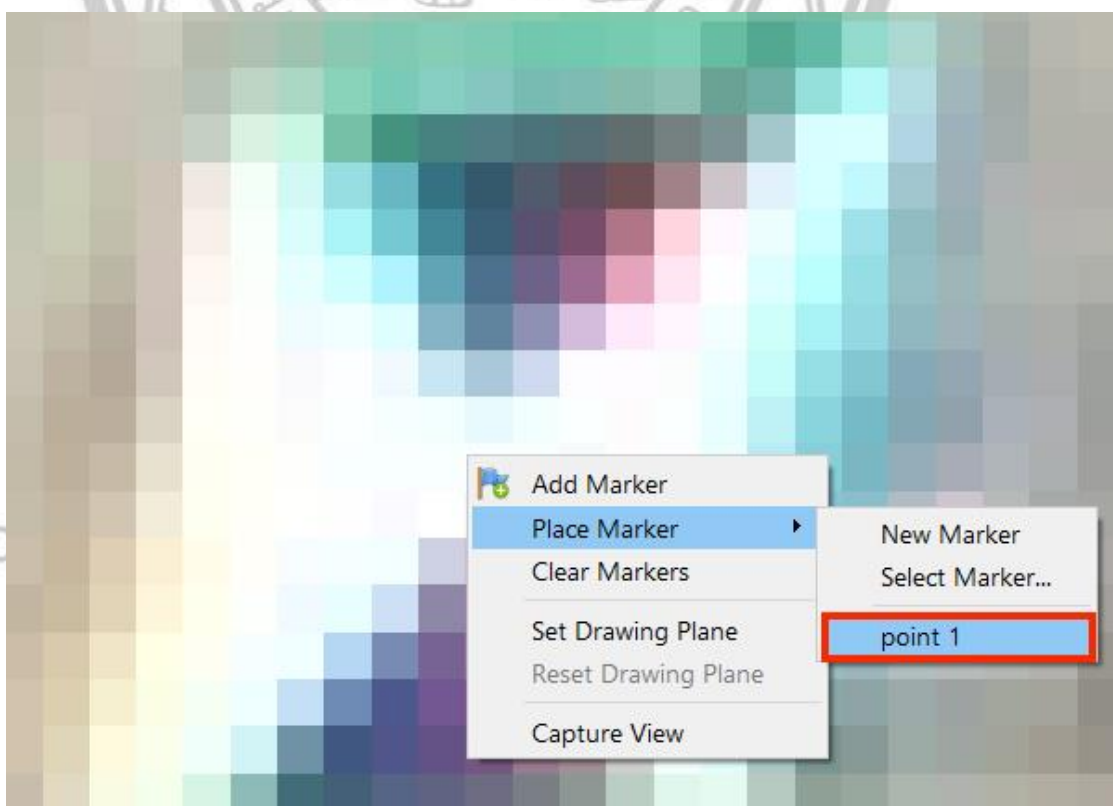 Add Marker
Place Marker
Clear Markers
Set Drawing Plane
Reset Drawing Plane
Capture View
New Marker
Select Marker...
point 1